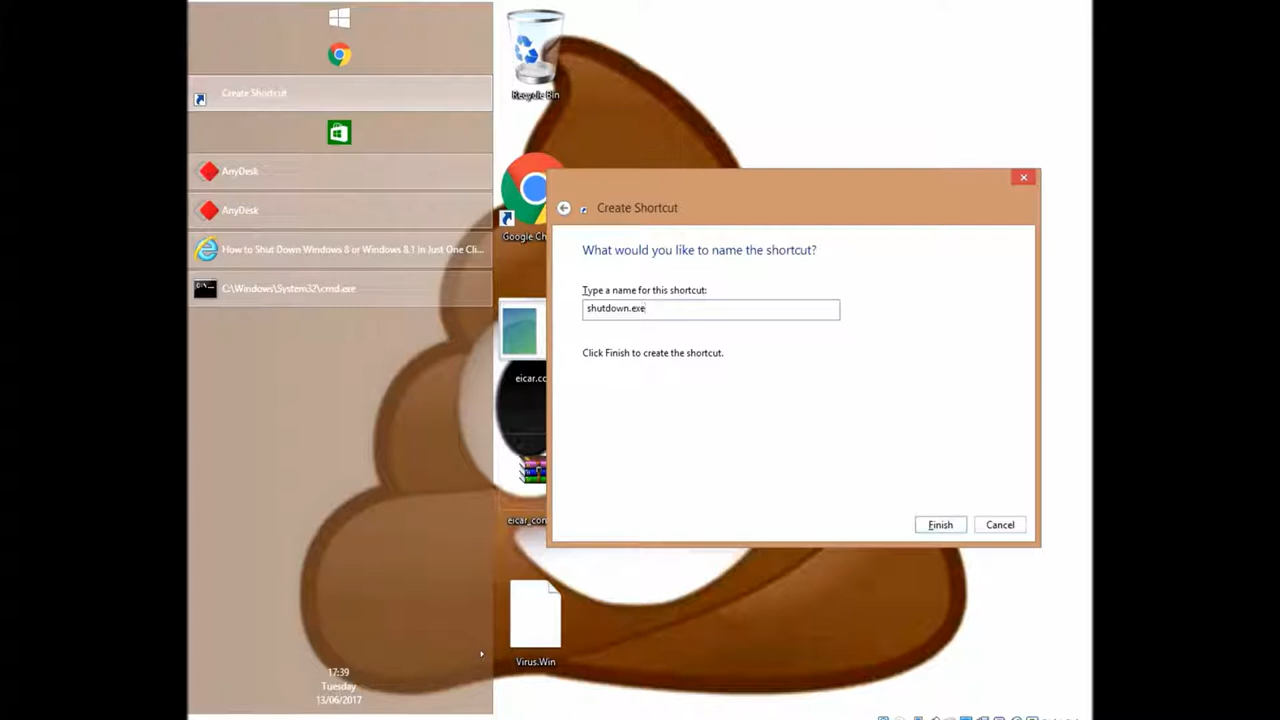 Create Shortcut
AnyDesk
AnyDesk
How to Shut Down Windows 8 or Windows 8.1 in Just One Cli...
C:\Windows\System32\cmd.exe
17:39
Tuesday
13/06/2017
Recycle Bin
Google Ch
eicar.co
eicar_con
Virus.Win
Create Shortcut
What would you like to name the shortcut?
Type a name for this shortcut:
shutdown.exe
Click Finish to create the shortcut.
Finish
Cancel